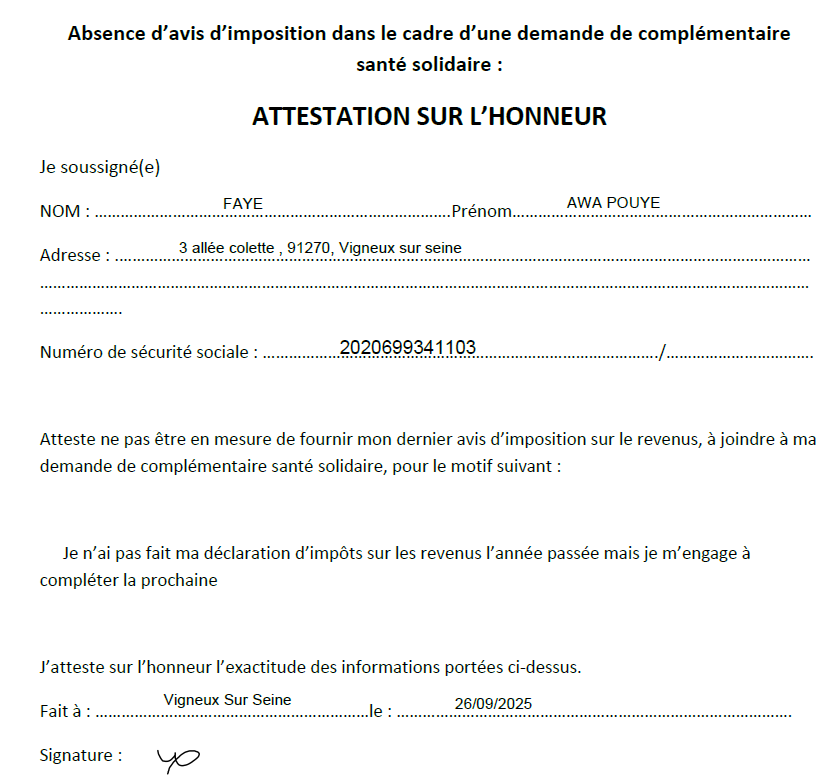 Absence d’avis d’imposition dans le cadre d’une demande de complémentaire
santé solidaire :
ATTESTATION SUR L’HONNEUR
Je soussigné(e)
NOM : ……………………FAYE……………………………….Prénom…………AWA POUYE……………………………
Adresse : ……………3 allée colette , 91270, Vigneux sur seine……………………………………………………………………
……………………………………………………………………………………………………………………………………………………………
……………….
Numéro de sécurité sociale : ………………2020699341103……………………………………./…………………………….
Atteste ne pas être en mesure de fournir mon dernier avis d’imposition sur le revenus, à joindre à ma
demande de complémentaire santé solidaire, pour le motif suivant :
Je n’ai pas fait ma déclaration d’impôts sur les revenus l’année passée mais je m’engage à
compléter la prochaine
J’atteste sur l’honneur l’exactitude des informations portées ci-dessus.
Fait à : ……………Vigneux Sur Seine………………le : …………26/09/2025……………………………………………….
Signature :